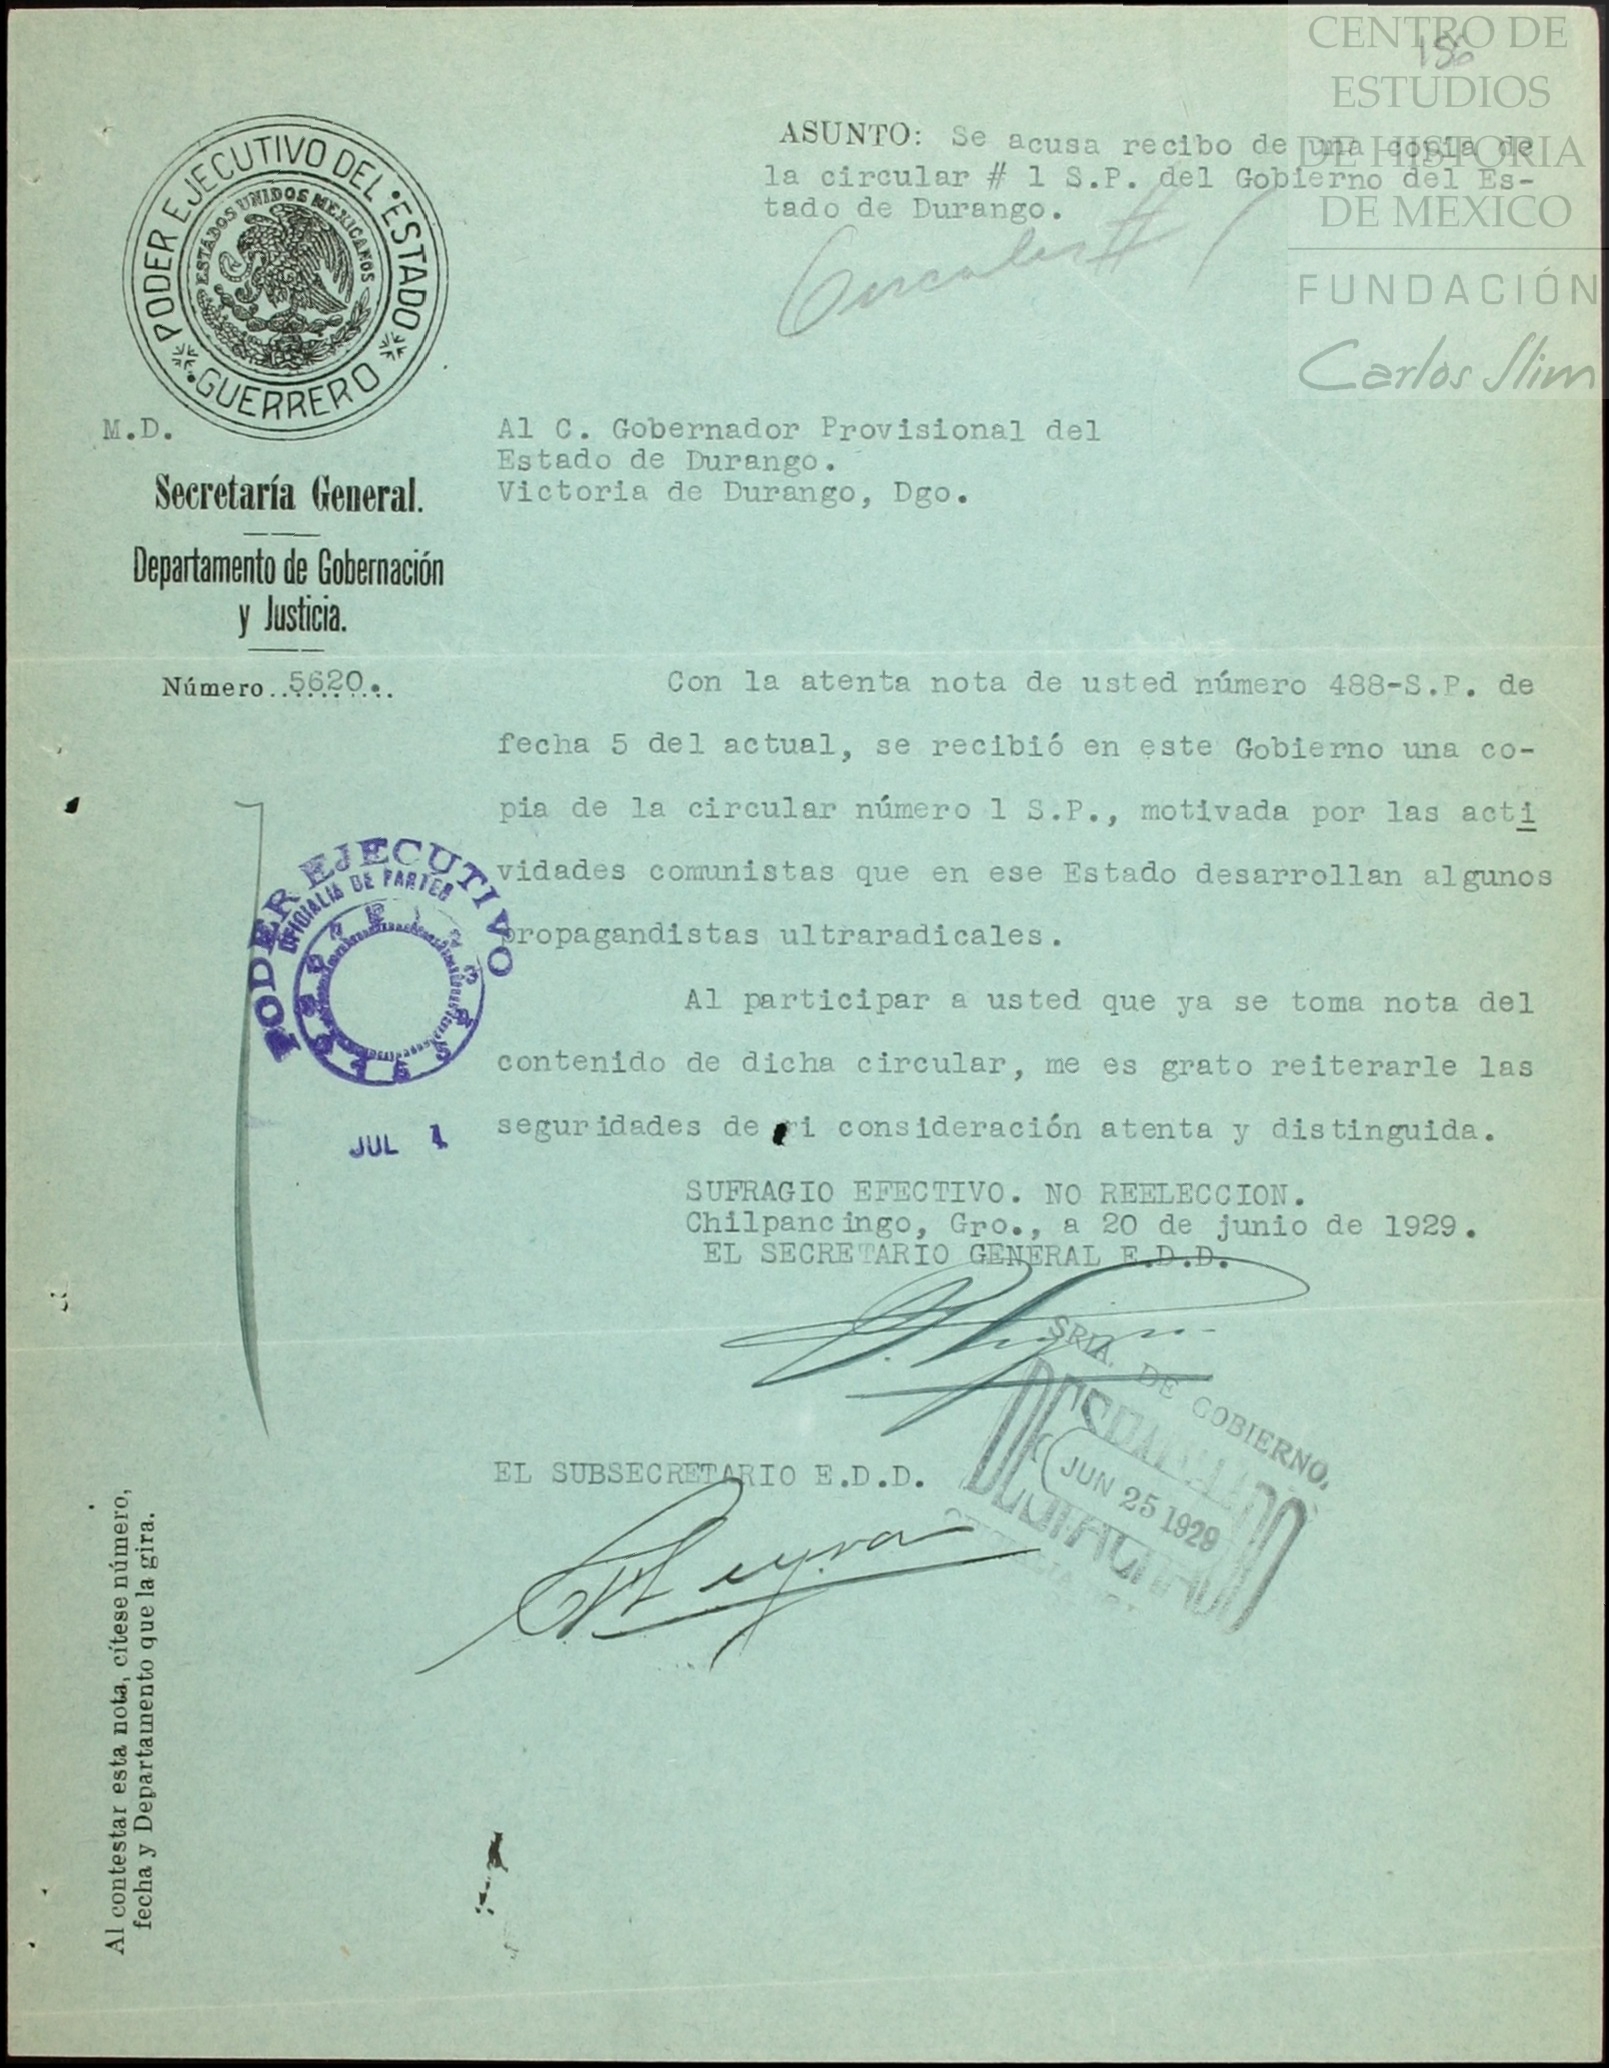 CENTRO DE
ESTUDIOS
DE HISTORIA
DE MEXICO
FUNDACIÓN
Carlos Slim
186
ASUNTO: Se acusa recibo de una copia de
la circular # 1 S.P. del Gobierno del Es-
tado de Durango.
Circular # 1
PODER EJECUTIVO DEL ESTADO
GUERRERO
ESTADOS UNIDOS MEXICANOS
M.D.
Secretaría General.
Departamento de Gobernación
y Justicia.
Número..5620...
Al C. Gobernador Provisional del
Estado de Durango.
Victoria de Durango, Dgo.
Con la atenta nota de usted número 488-S.P. de
fecha 5 del actual, se recibió en este Gobierno una co-
pia de la circular número 1 S.P., motivada por las acti
vidades comunistas que en ese Estado desarrollan algunos
propagandistas ultraradicales.
Al participar a usted que ya se toma nota del
contenido de dicha circular, me es grato reiterarle las
seguridades de mi consideración atenta y distinguida.
PODER EJECUTIVO
OFICIALIA DE PARTES
JUL 1
SUFRAGIO EFECTIVO. NO REELECCION.
Chilpancingo, Gro., a 20 de junio de 1929.
EL SECRETARIO GENERAL E.D.D.
SRIA. DE GOBIERNO.
DESPACHADO
JUN 25 1929
EL SUBSECRETARIO E.D.D.
Al contestar esta nota, cítese número,
fecha y Departamento que la gira.